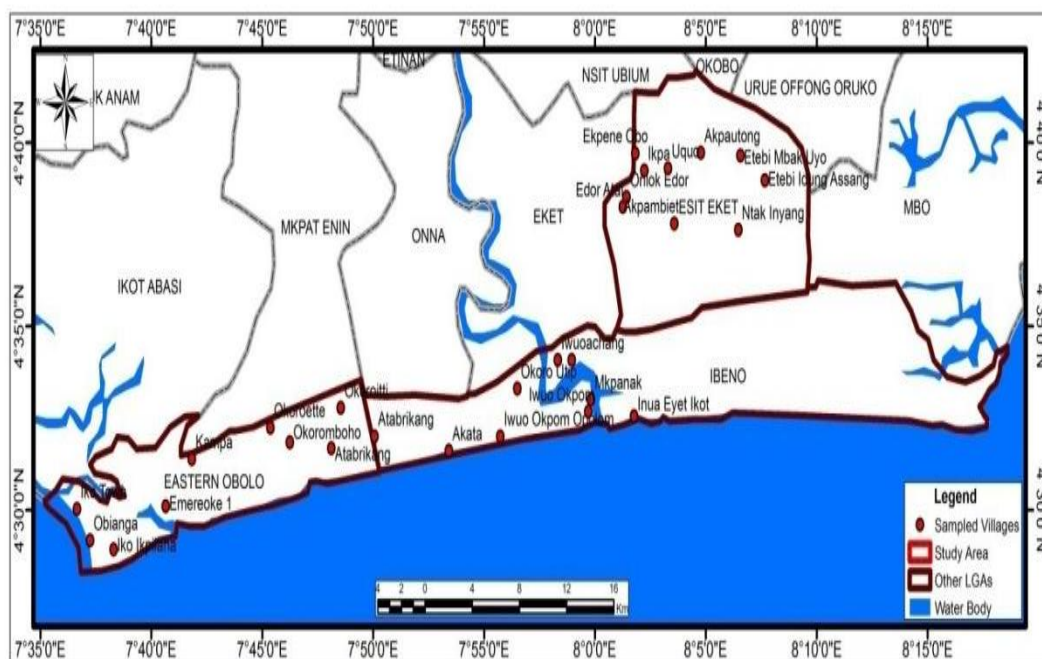 7°35'0"E 7°40'0"E 7°45'0"E 7°50'0"E 7°55'0"E 8°0'0"E 8°5'0"E 8°10'0"E 8°15'0"E
K ANAM
ETINAN
NSIT UBIUM
OKOBO
URUE OFFONG ORUKO
4°40'0"N
Ekpene Obo
Ikpa
Uquo
Akpautong
Etebi Mbak Uyo
Etebi Idung Assang
Edor Atai
Ontok Edor
Akpambiet
ESIT EKET
Ntak Inyang
MKPAT ENIN
ONNA
EKET
MBO
IKOT ABASI
4°35'0"N
Iwuoachang
Okoro Utip
Mkpanak
Iwuo Okpom
IBENO
Inua Eyet Ikot
Iwuo Okpom Opolom
Okoroitti
Okoroette
Okoromboho
Atabrikang
Atabrikang
Akata
Kampa
EASTERN OBOLO
Iko Town
Emereoke 1
Obianga
Iko Ikpilana
4°30'0"N
Legend
Sampled Villages
Study Area
Other LGAs
Water Body
4 2 0 4 8 12 16
Km
7°35'0"E 7°40'0"E 7°45'0"E 7°50'0"E 7°55'0"E 8°0'0"E 8°5'0"E 8°10'0"E 8°15'0"E